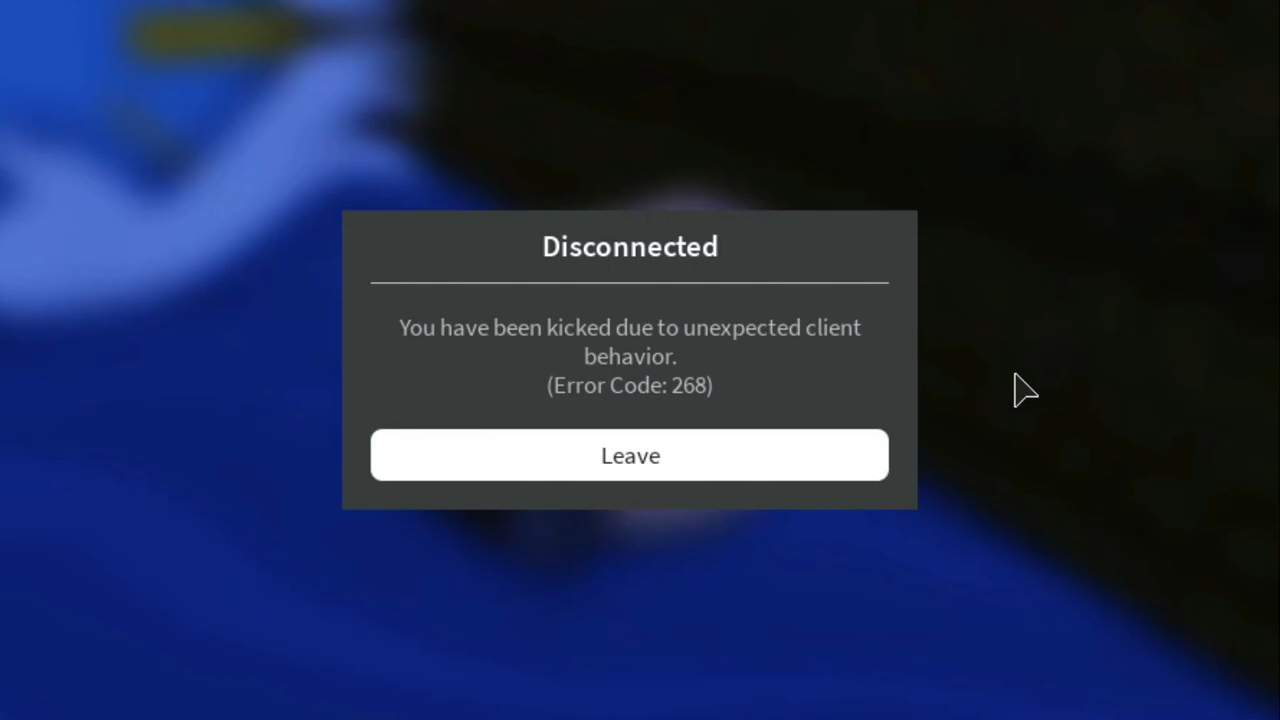 Disconnected
You have been kicked due to unexpected client
behavior.
(Error Code: 268)
Leave